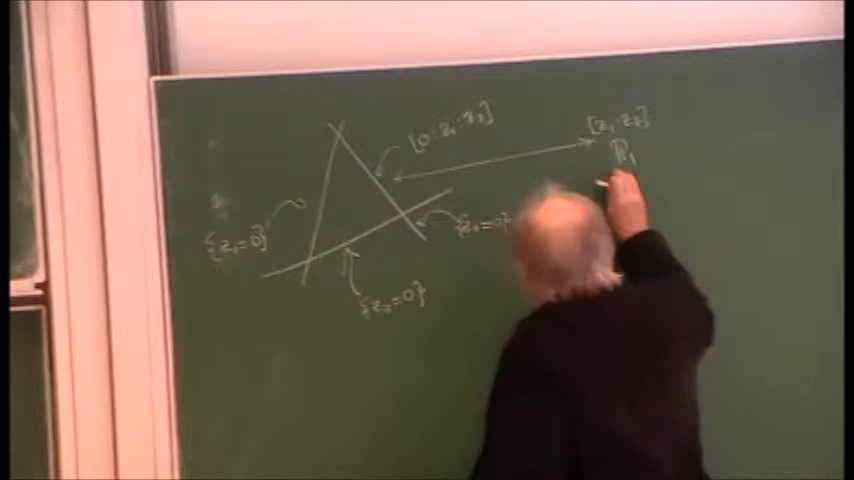 [0:z₁:z₂]
[z₁:z₂]
ℙ₁
{z₁=0}
{z₀=0}
{z₂=0}